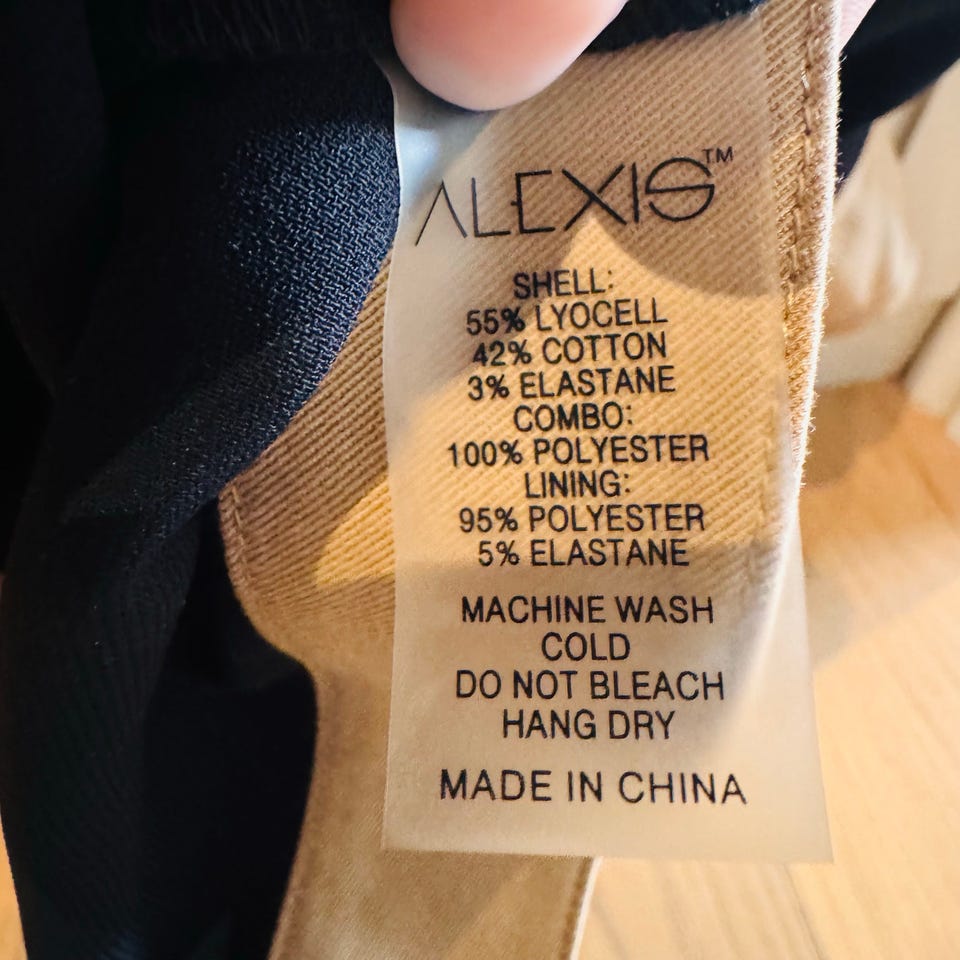 ALEXIS™
SHELL:
55% LYOCELL
42% COTTON
3% ELASTANE
COMBO:
100% POLYESTER
LINING:
95% POLYESTER
5% ELASTANE
MACHINE WASH
COLD
DO NOT BLEACH
HANG DRY
MADE IN CHINA